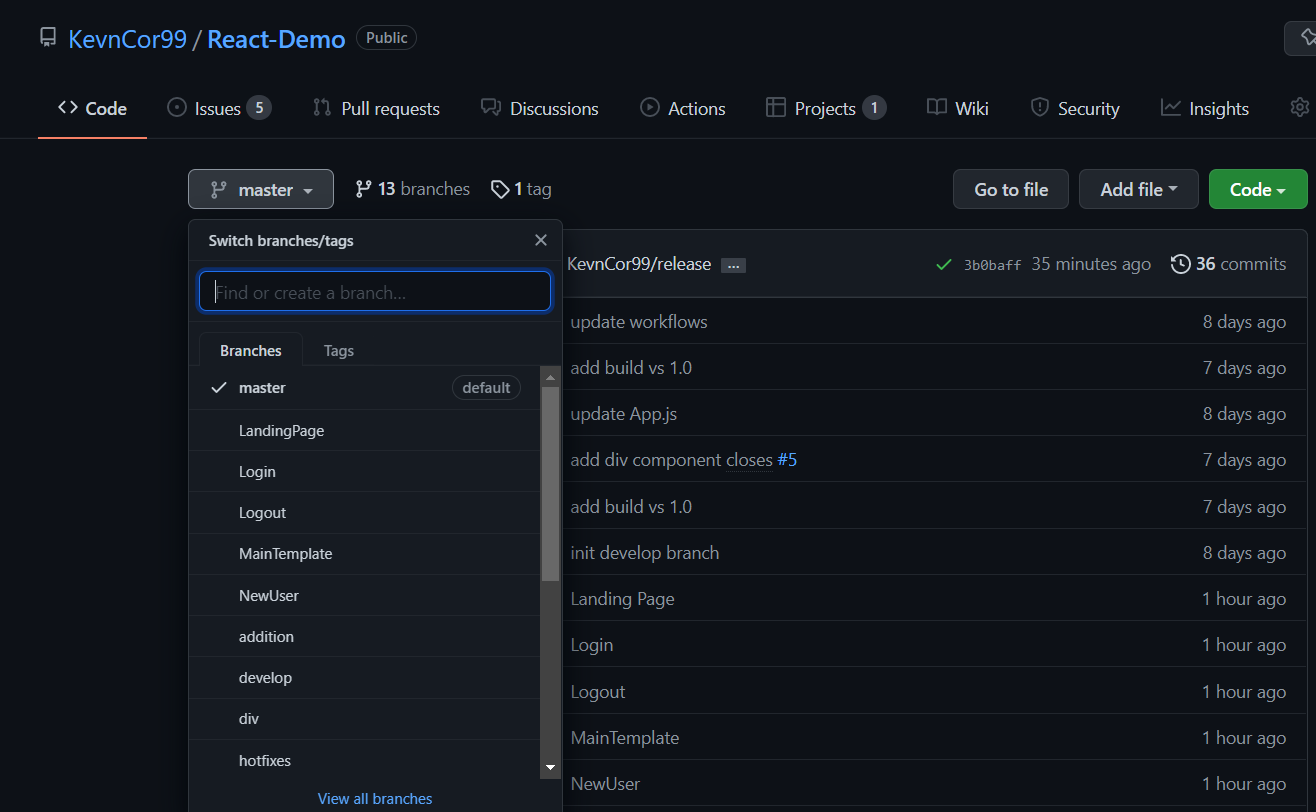 KevnCor99 / React-Demo Public
Code Issues 5 Pull requests Discussions Actions Projects 1 Wiki Security Insights
master 13 branches 1 tag Go to file Add file Code
Switch branches/tags
Find or create a branch...
Branches Tags
master default
LandingPage
Login
Logout
MainTemplate
NewUser
addition
develop
div
hotfixes
View all branches
KevnCor99/release ... 3b0baff 35 minutes ago 36 commits
update workflows 8 days ago
add build vs 1.0 7 days ago
update App.js 8 days ago
add div component closes #5 7 days ago
add build vs 1.0 7 days ago
init develop branch 8 days ago
Landing Page 1 hour ago
Login 1 hour ago
Logout 1 hour ago
MainTemplate 1 hour ago
NewUser 1 hour ago